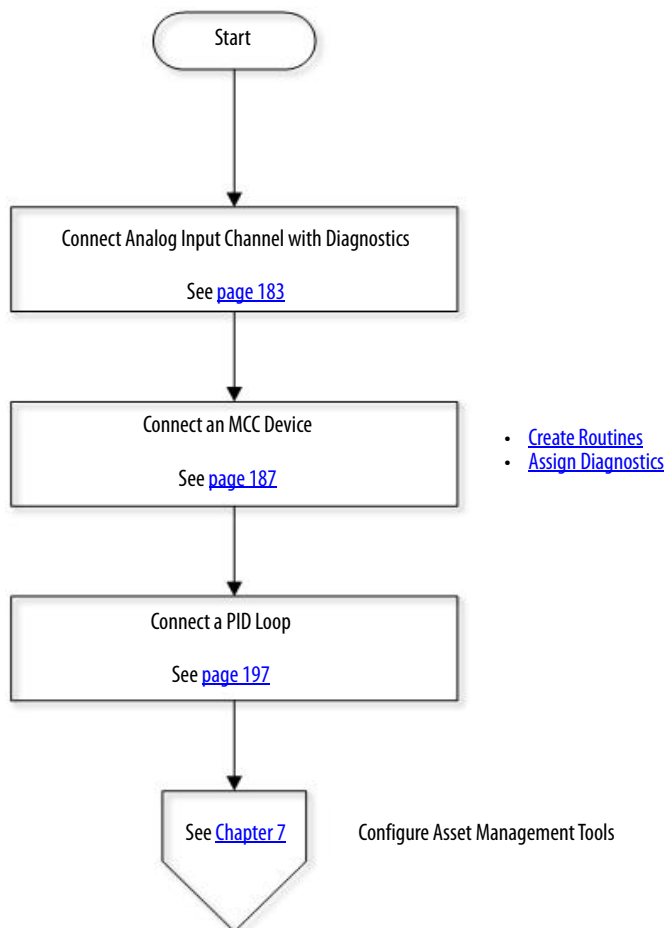 Start
Connect Analog Input Channel with Diagnostics
See page 183
Connect an MCC Device
See page 187
• Create Routines
• Assign Diagnostics
Connect a PID Loop
See page 197
See Chapter 7
Configure Asset Management Tools